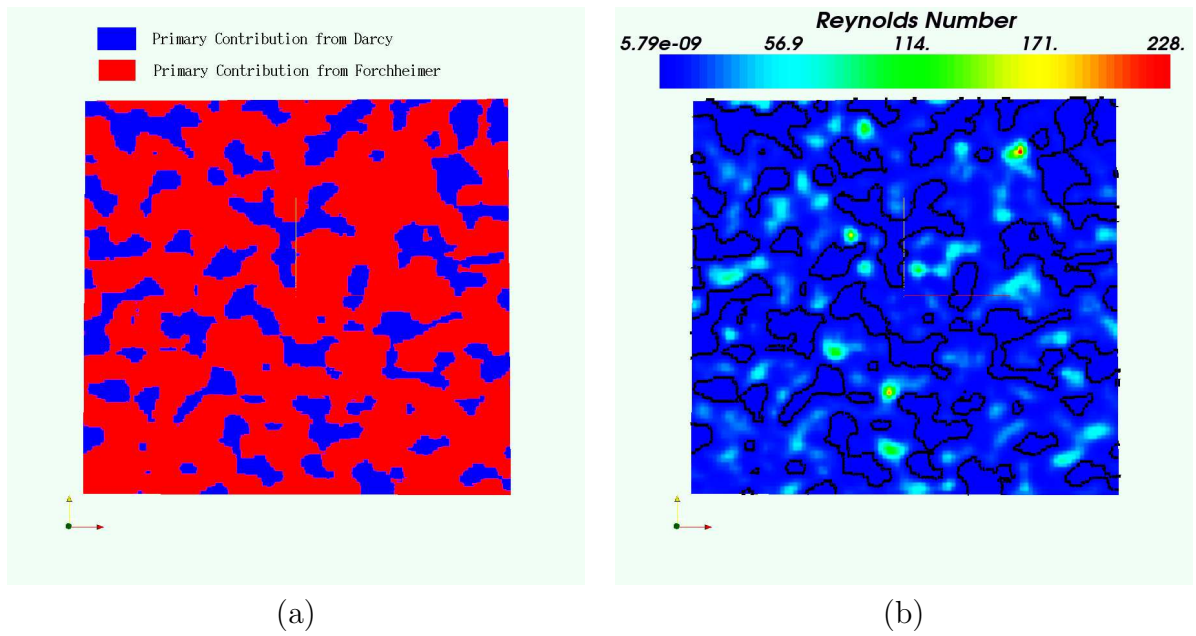 Primary Contribution from Darcy
Primary Contribution from Forchheimer
(a)
Reynolds Number
5.79e-09 56.9 114. 171. 228.
(b)